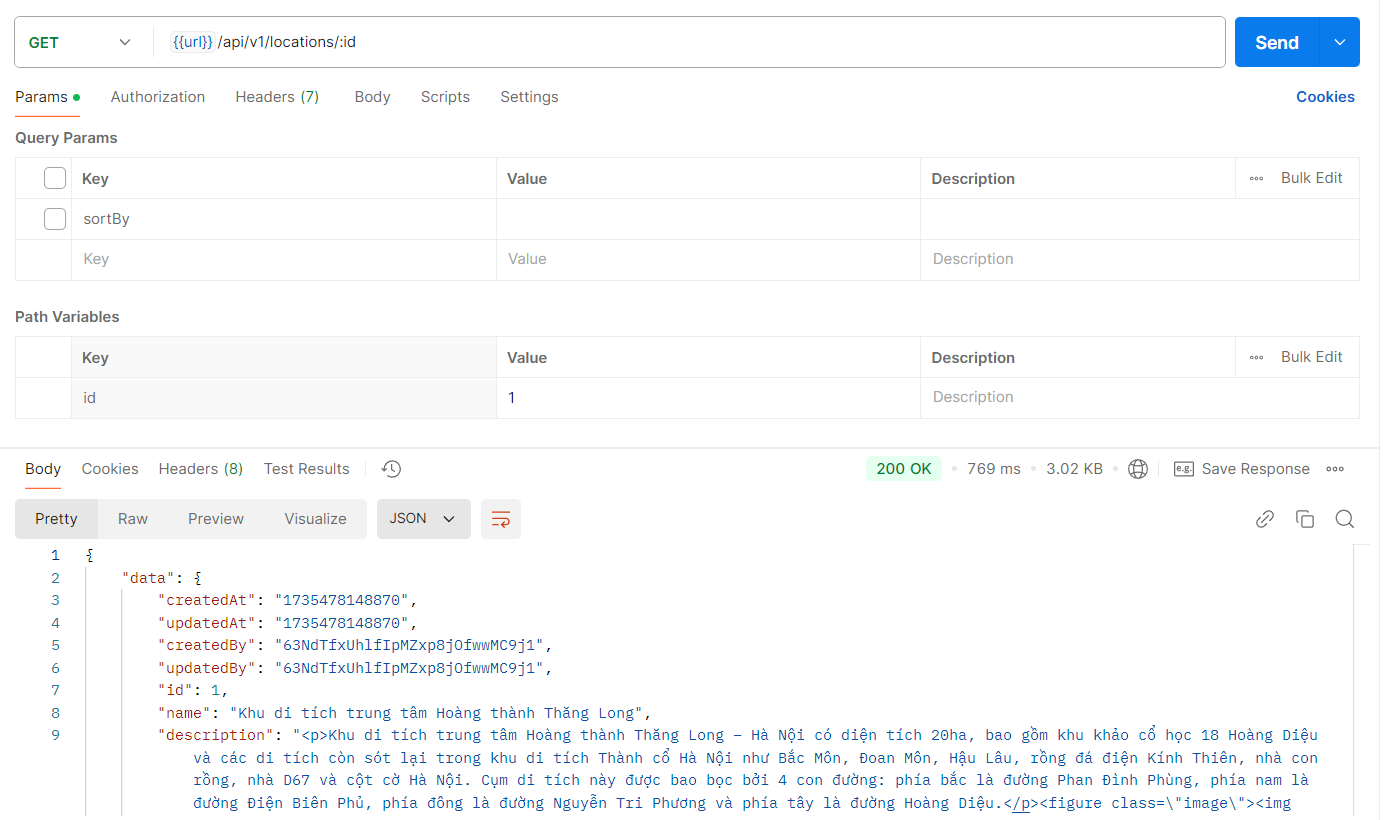 GET {{url}}/api/v1/locations/:id Send
Params Authorization Headers (7) Body Scripts Settings Cookies
Query Params
Key Value Description Bulk Edit
sortBy
Key Value Description
Path Variables
Key Value Description Bulk Edit
id 1 Description
Body Cookies Headers (8) Test Results 200 OK 769 ms 3.02 KB e.g. Save Response
Pretty Raw Preview Visualize JSON
1 {
2 "data": {
3 "createdAt": "1735478148870",
4 "updatedAt": "1735478148870",
5 "createdBy": "63NdTfxUhlfIpMZxp8jOfwwMC9j1",
6 "updatedBy": "63NdTfxUhlfIpMZxp8jOfwwMC9j1",
7 "id": 1,
8 "name": "Khu di tích trung tâm Hoàng thành Thăng Long",
9 "description": "<p>Khu di tích trung tâm Hoàng thành Thăng Long – Hà Nội có diện tích 20ha, bao gồm khu khảo cổ học 18 Hoàng Diệu
và các di tích còn sót lại trong khu di tích Thành cổ Hà Nội như Bắc Môn, Đoan Môn, Hậu Lâu, rồng đá điện Kính Thiên, nhà con
rồng, nhà D67 và cột cờ Hà Nội. Cụm di tích này được bao bọc bởi 4 con đường: phía bắc là đường Phan Đình Phùng, phía nam là
đường Điện Biên Phủ, phía đông là đường Nguyễn Tri Phương và phía tây là đường Hoàng Diệu.</p><figure class=\"image\"><img